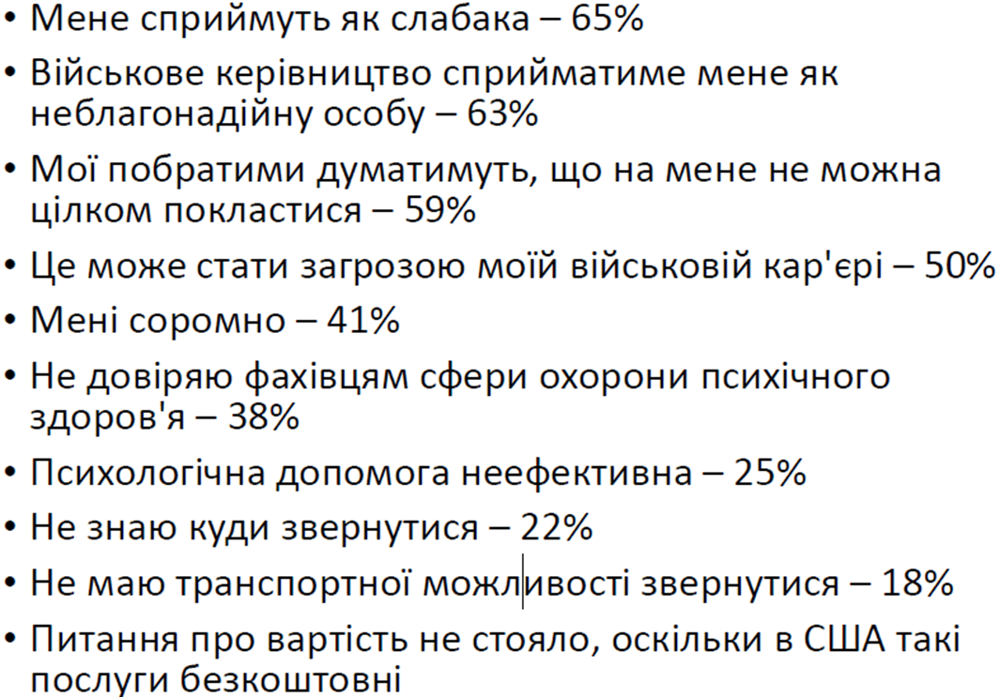 • Мене сприймуть як слабака – 65%
• Військове керівництво сприйматиме мене як
неблагонадійну особу – 63%
• Мої побратими думатимуть, що на мене не можна
цілком покластися – 59%
• Це може стати загрозою моїй військовій кар'єрі – 50%
• Мені соромно – 41%
• Не довіряю фахівцям сфери охорони психічного
здоров'я – 38%
• Психологічна допомога неефективна – 25%
• Не знаю куди звернутися – 22%
• Не маю транспортної можливості звернутися – 18%
• Питання про вартість не стояло, оскільки в США такі
послуги безкоштовні